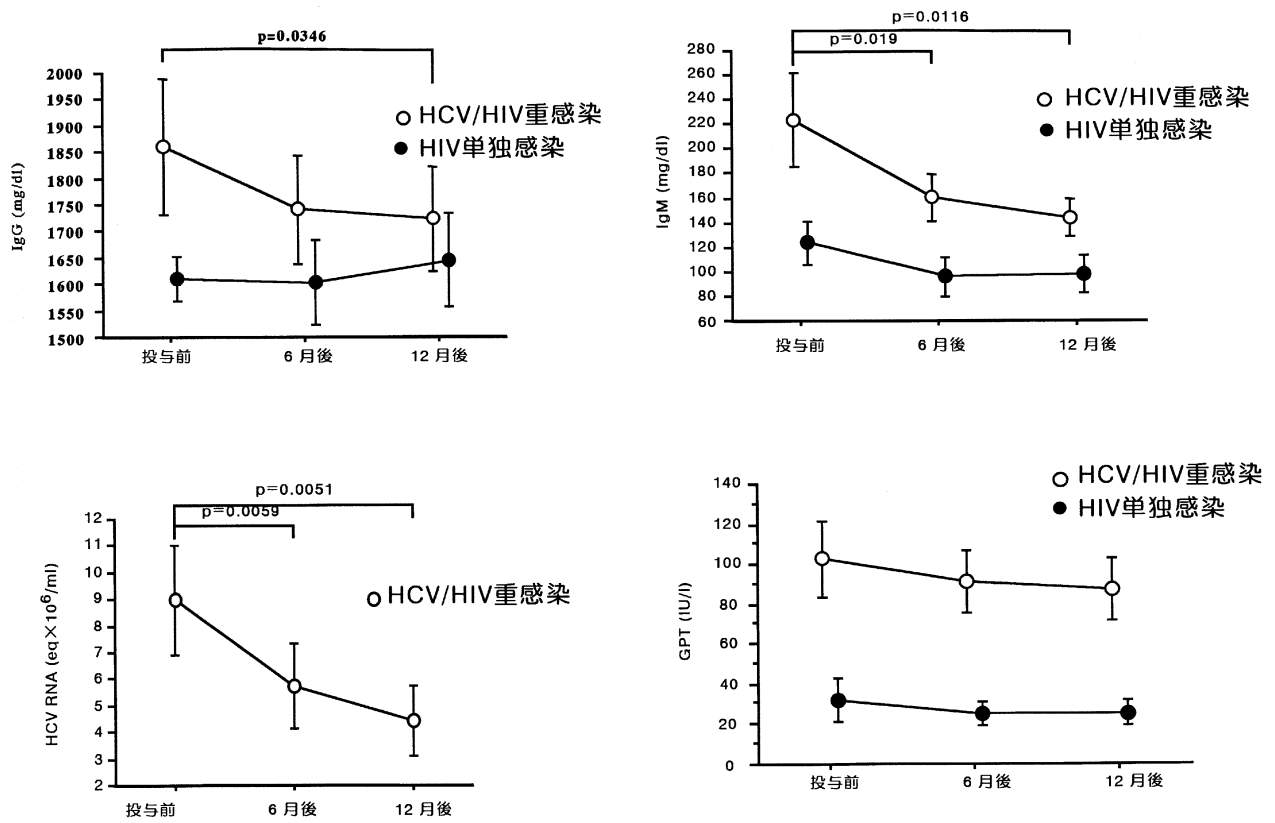 p=0.0346
2000
1950
1900
1850
1800
1750
1700
1650
1600
1550
1500
IgG (mg/dl)
HCV/HIV重感染
HIV単独感染
投与前
6 月後
12 月後
p=0.0116
p=0.019
280
260
240
220
200
180
160
140
120
100
80
60
IgM (mg/dl)
HCV/HIV重感染
HIV単独感染
投与前
6 月後
12 月後
p=0.0051
p=0.0059
12
11
10
9
8
7
6
5
4
3
2
HCV RNA (eq×10⁶/ml)
HCV/HIV重感染
投与前
6 月後
12 月後
140
120
100
80
60
40
20
0
GPT (IU/l)
HCV/HIV重感染
HIV単独感染
投与前
6 月後
12 月後